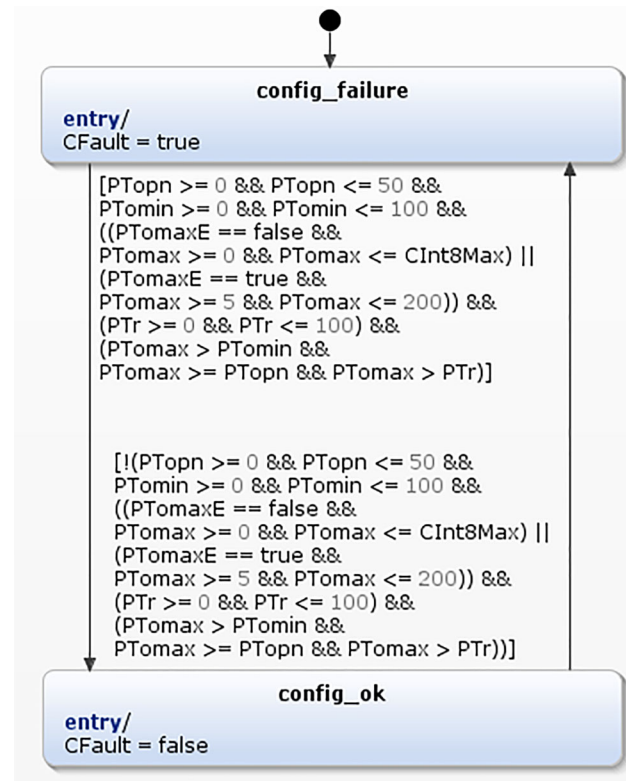 config_failure
entry/
CFault = true
[PTopn >= 0 && PTopn <= 50 &&
PTomin >= 0 && PTomin <= 100 &&
((PTomaxE == false &&
PTomax >= 0 && PTomax <= CInt8Max) ||
(PTomaxE == true &&
PTomax >= 5 && PTomax <= 200)) &&
(PTr >= 0 && PTr <= 100) &&
(PTomax > PTomin &&
PTomax >= PTopn && PTomax > PTr)]
[!(PTopn >= 0 && PTopn <= 50 &&
PTomin >= 0 && PTomin <= 100 &&
((PTomaxE == false &&
PTomax >= 0 && PTomax <= CInt8Max) ||
(PTomaxE == true &&
PTomax >= 5 && PTomax <= 200)) &&
(PTr >= 0 && PTr <= 100) &&
(PTomax > PTomin &&
PTomax >= PTopn && PTomax > PTr))]
config_ok
entry/
CFault = false